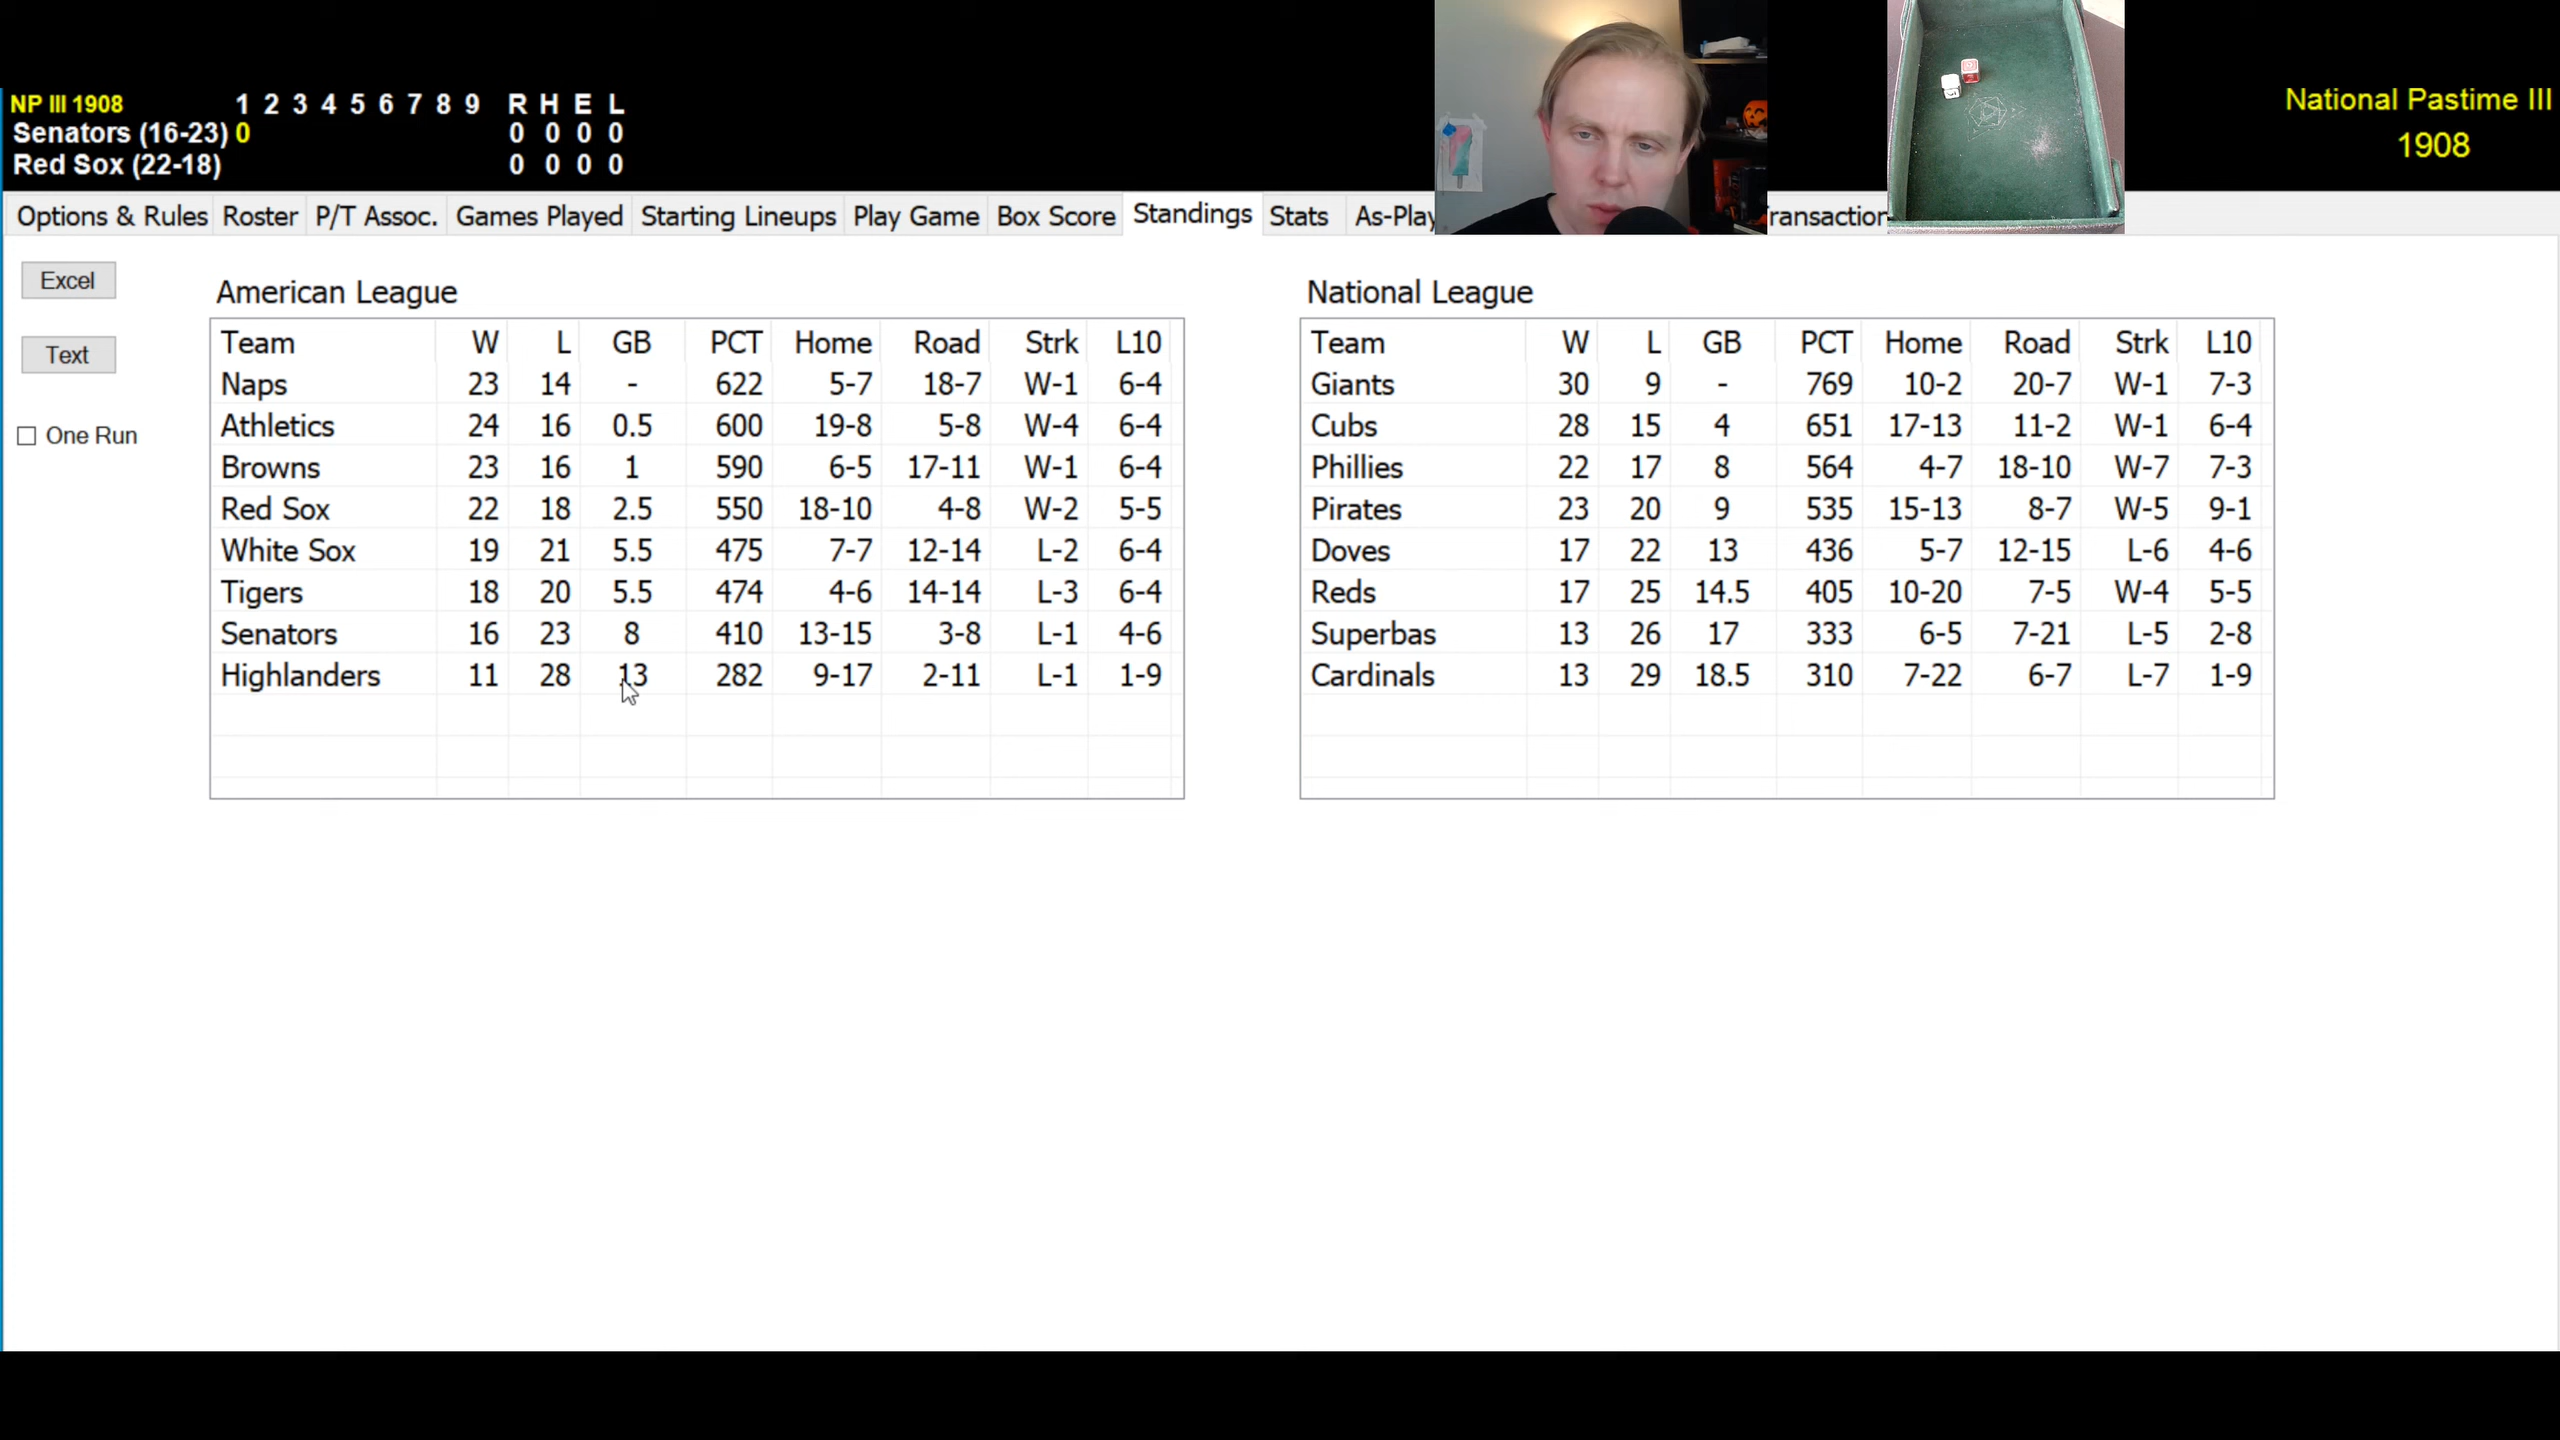 NP III 1908 1 2 3 4 5 6 7 8 9 R H E L
Senators (16-23) 0 0 0 0 0
Red Sox (22-18) 0 0 0 0
National Pastime III
1908
Options & Rules Roster P/T Assoc. Games Played Starting Lineups Play Game Box Score Standings Stats As-Play ransaction
Excel
Text
One Run
American League
Team W L GB PCT Home Road Strk L10
Naps 23 14 - 622 5-7 18-7 W-1 6-4
Athletics 24 16 0.5 600 19-8 5-8 W-4 6-4
Browns 23 16 1 590 6-5 17-11 W-1 6-4
Red Sox 22 18 2.5 550 18-10 4-8 W-2 5-5
White Sox 19 21 5.5 475 7-7 12-14 L-2 6-4
Tigers 18 20 5.5 474 4-6 14-14 L-3 6-4
Senators 16 23 8 410 13-15 3-8 L-1 4-6
Highlanders 11 28 13 282 9-17 2-11 L-1 1-9
National League
Team W L GB PCT Home Road Strk L10
Giants 30 9 - 769 10-2 20-7 W-1 7-3
Cubs 28 15 4 651 17-13 11-2 W-1 6-4
Phillies 22 17 8 564 4-7 18-10 W-7 7-3
Pirates 23 20 9 535 15-13 8-7 W-5 9-1
Doves 17 22 13 436 5-7 12-15 L-6 4-6
Reds 17 25 14.5 405 10-20 7-5 W-4 5-5
Superbas 13 26 17 333 6-5 7-21 L-5 2-8
Cardinals 13 29 18.5 310 7-22 6-7 L-7 1-9